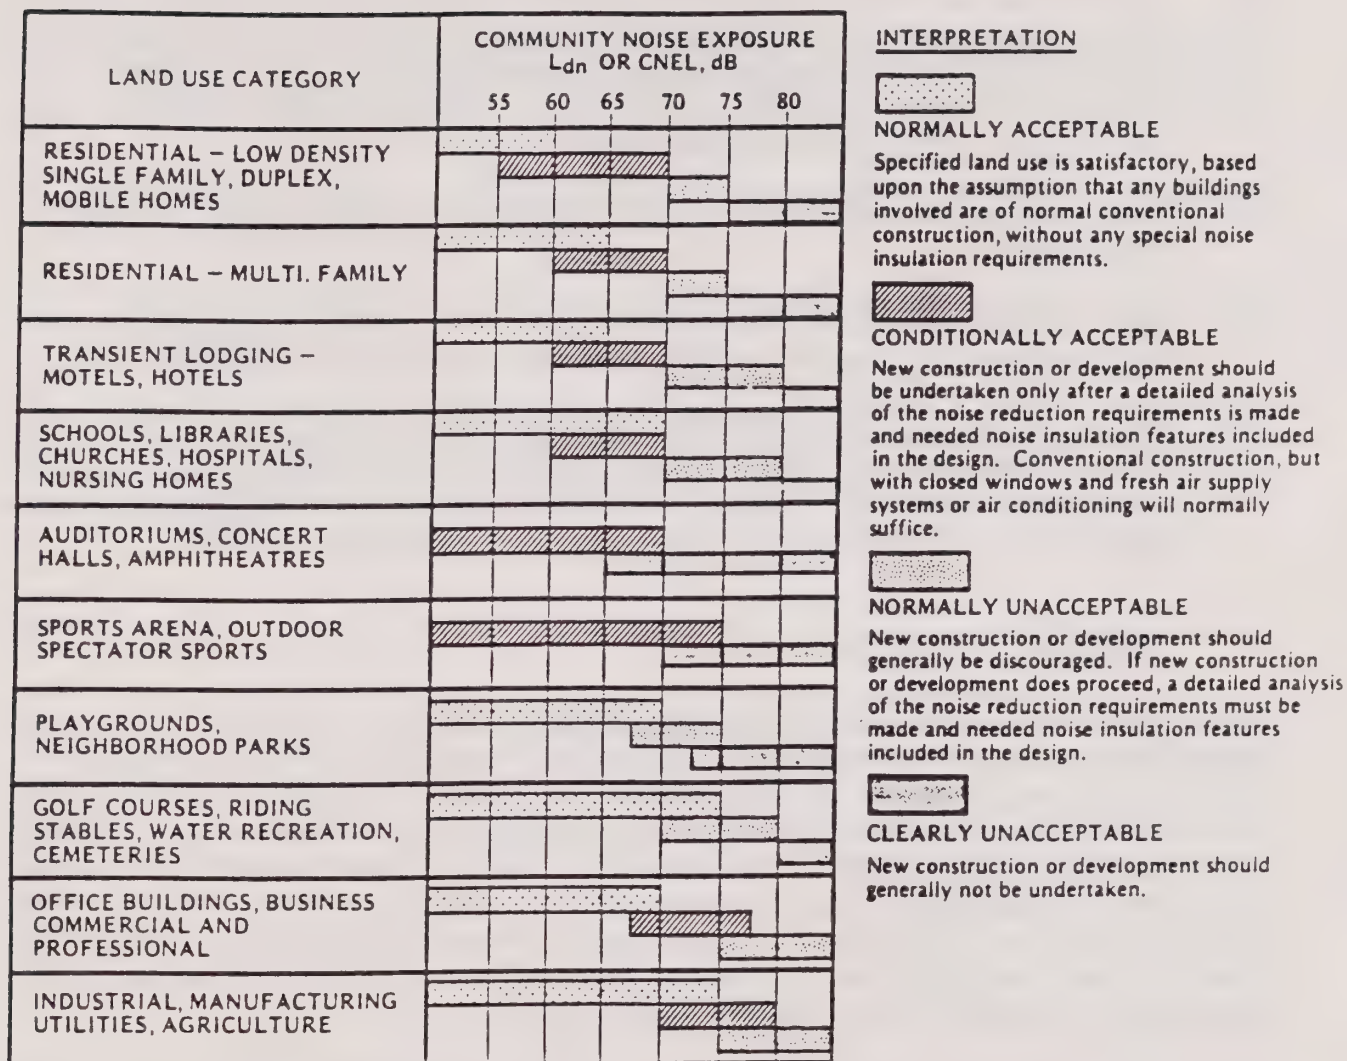 LAND USE CATEGORY
COMMUNITY NOISE EXPOSURE
Ldn OR CNEL, dB
55 60 65 70 75 80
RESIDENTIAL – LOW DENSITY
SINGLE FAMILY, DUPLEX,
MOBILE HOMES
RESIDENTIAL – MULTI. FAMILY
TRANSIENT LODGING –
MOTELS, HOTELS
SCHOOLS, LIBRARIES,
CHURCHES, HOSPITALS,
NURSING HOMES
AUDITORIUMS, CONCERT
HALLS, AMPHITHEATRES
SPORTS ARENA, OUTDOOR
SPECTATOR SPORTS
PLAYGROUNDS,
NEIGHBORHOOD PARKS
GOLF COURSES, RIDING
STABLES, WATER RECREATION,
CEMETERIES
OFFICE BUILDINGS, BUSINESS
COMMERCIAL AND
PROFESSIONAL
INDUSTRIAL, MANUFACTURING
UTILITIES, AGRICULTURE
INTERPRETATION
NORMALLY ACCEPTABLE
Specified land use is satisfactory, based
upon the assumption that any buildings
involved are of normal conventional
construction, without any special noise
insulation requirements.
CONDITIONALLY ACCEPTABLE
New construction or development should
be undertaken only after a detailed analysis
of the noise reduction requirements is made
and needed noise insulation features included
in the design. Conventional construction, but
with closed windows and fresh air supply
systems or air conditioning will normally
suffice.
NORMALLY UNACCEPTABLE
New construction or development should
generally be discouraged. If new construction
or development does proceed, a detailed analysis
of the noise reduction requirements must be
made and needed noise insulation features
included in the design.
CLEARLY UNACCEPTABLE
New construction or development should
generally not be undertaken.